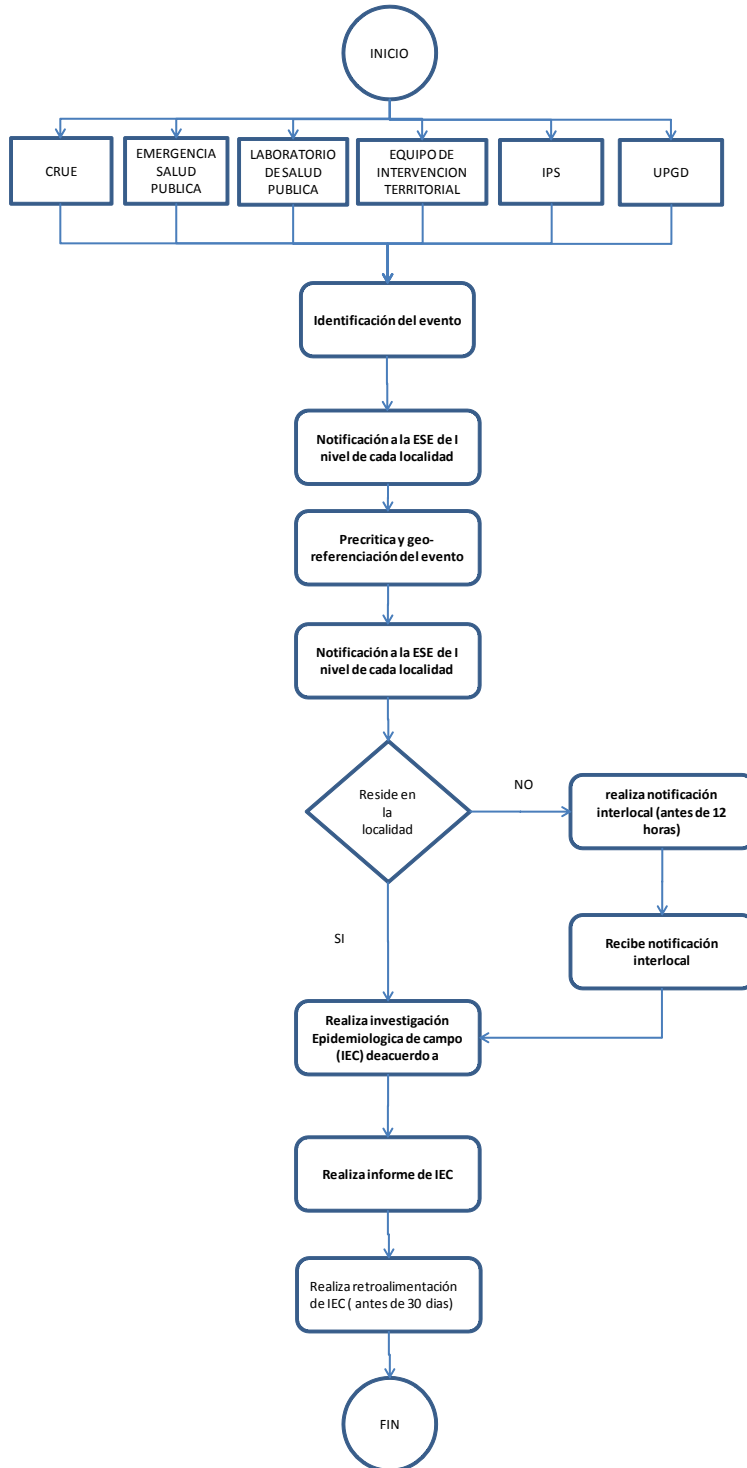 INICIO
CRUE
EMERGENCIA
SALUD
PUBLICA
LABORATORIO
DE SALUD
PUBLICA
EQUIPO DE
INTERVENCION
TERRITORIAL
IPS
UPGD
Identificación del evento
Notificación a la ESE de I
nivel de cada localidad
Precritica y geo-
referenciación del evento
Notificación a la ESE de I
nivel de cada localidad
Reside en
la
localidad
NO
realiza notificación
interlocal (antes de 12
horas)
Recibe notificación
interlocal
SI
Realiza investigación
Epidemiologica de campo
(IEC) deacuerdo a
Realiza informe de IEC
Realiza retroalimentación
de IEC ( antes de 30 dias)
FIN